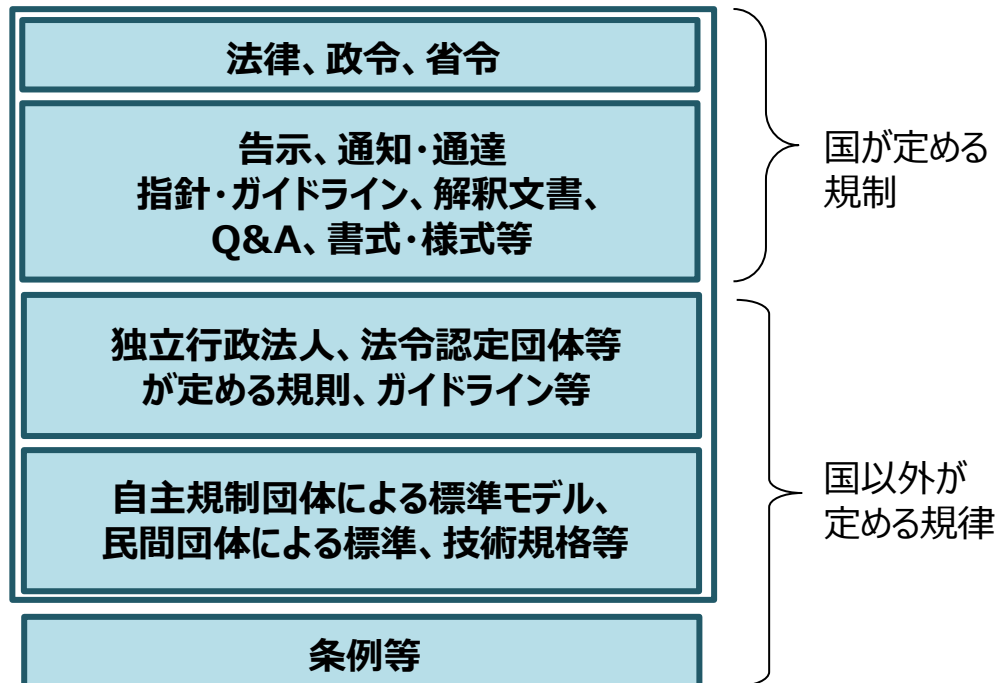 法律、政令、省令
告示、通知・通達
指針・ガイドライン、解釈文書、
Q&A、書式・様式等
国が定める
規制
独立行政法人、法令認定団体等
が定める規則、ガイドライン等
自主規制団体による標準モデル、
民間団体による標準、技術規格等
国以外が
定める規律
条例等